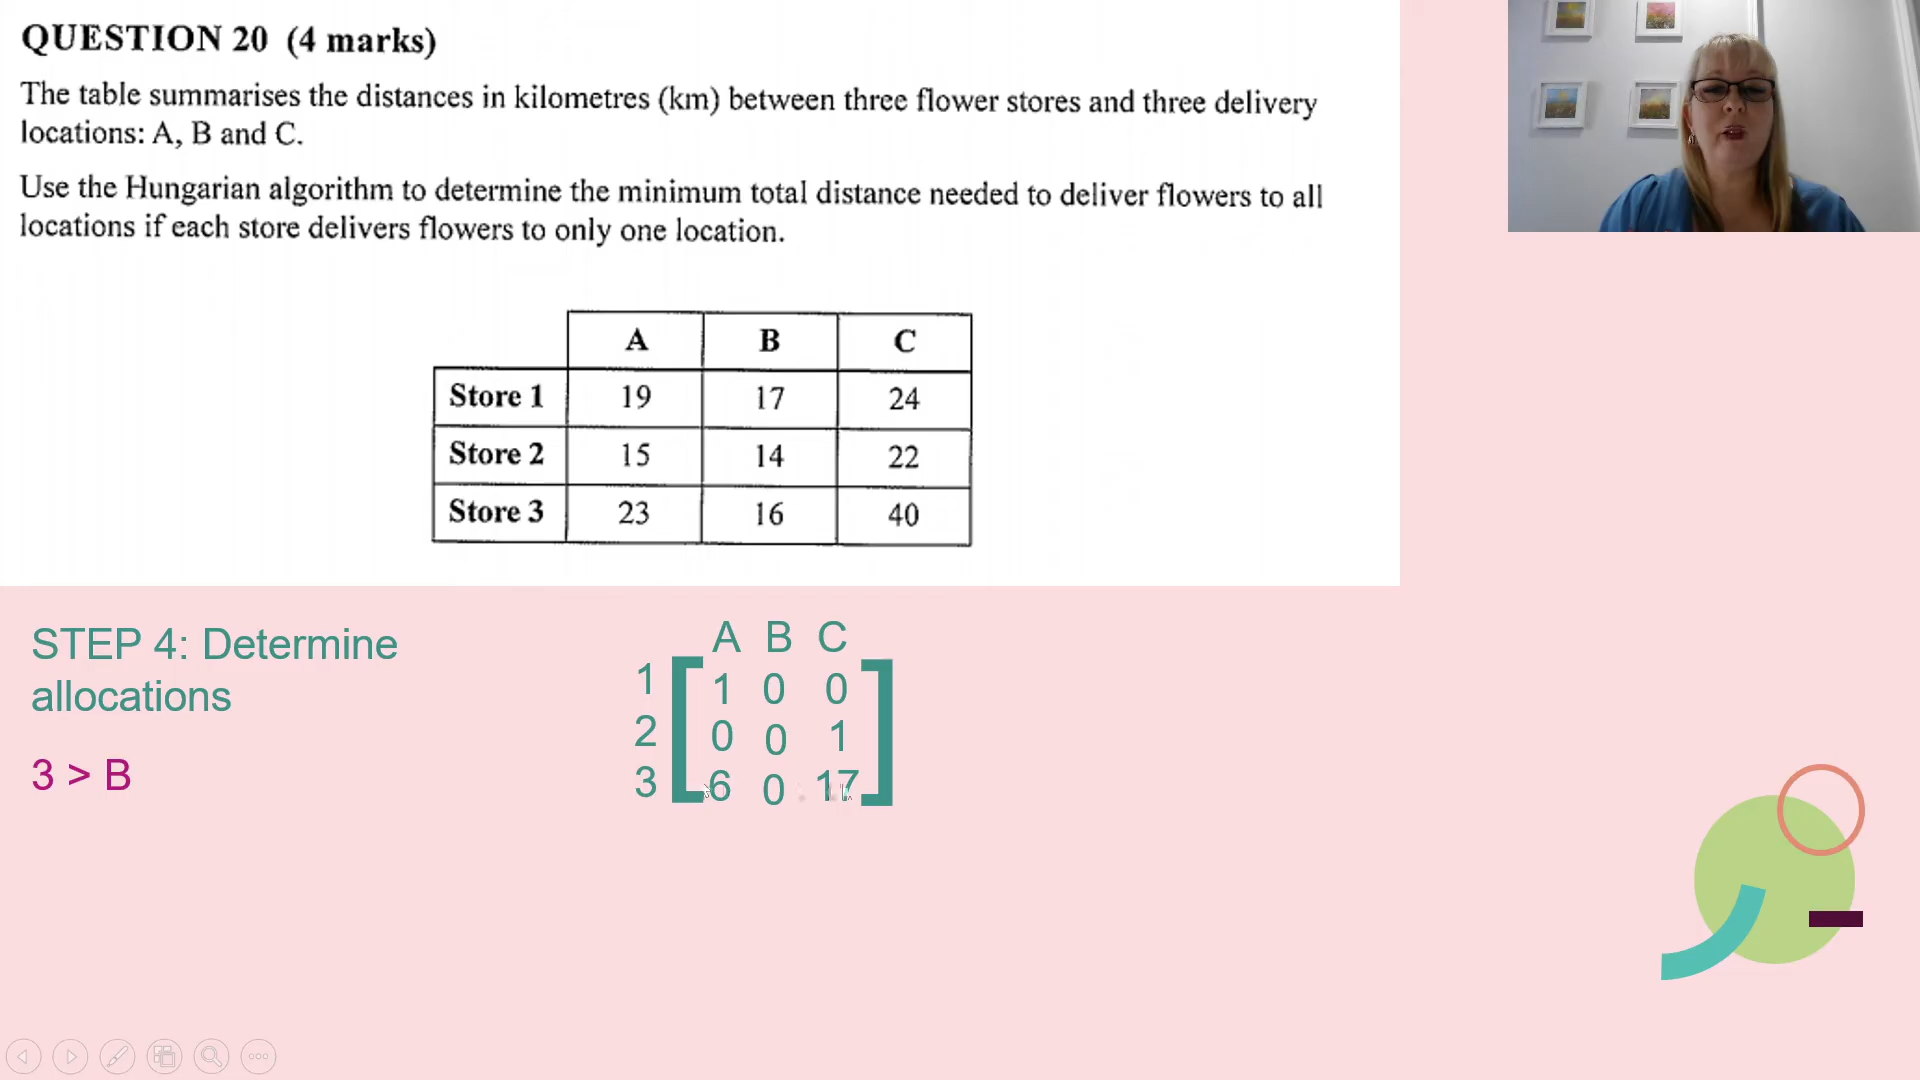 QUESTION 20 (4 marks)
The table summarises the distances in kilometres (km) between three flower stores and three delivery
locations: A, B and C.
Use the Hungarian algorithm to determine the minimum total distance needed to deliver flowers to all
locations if each store delivers flowers to only one location.
A B C
Store 1 19 17 24
Store 2 15 14 22
Store 3 23 16 40
STEP 4: Determine
allocations
3 > B
A B C
1 1 0 0
2 0 0 1
3 6 0 17